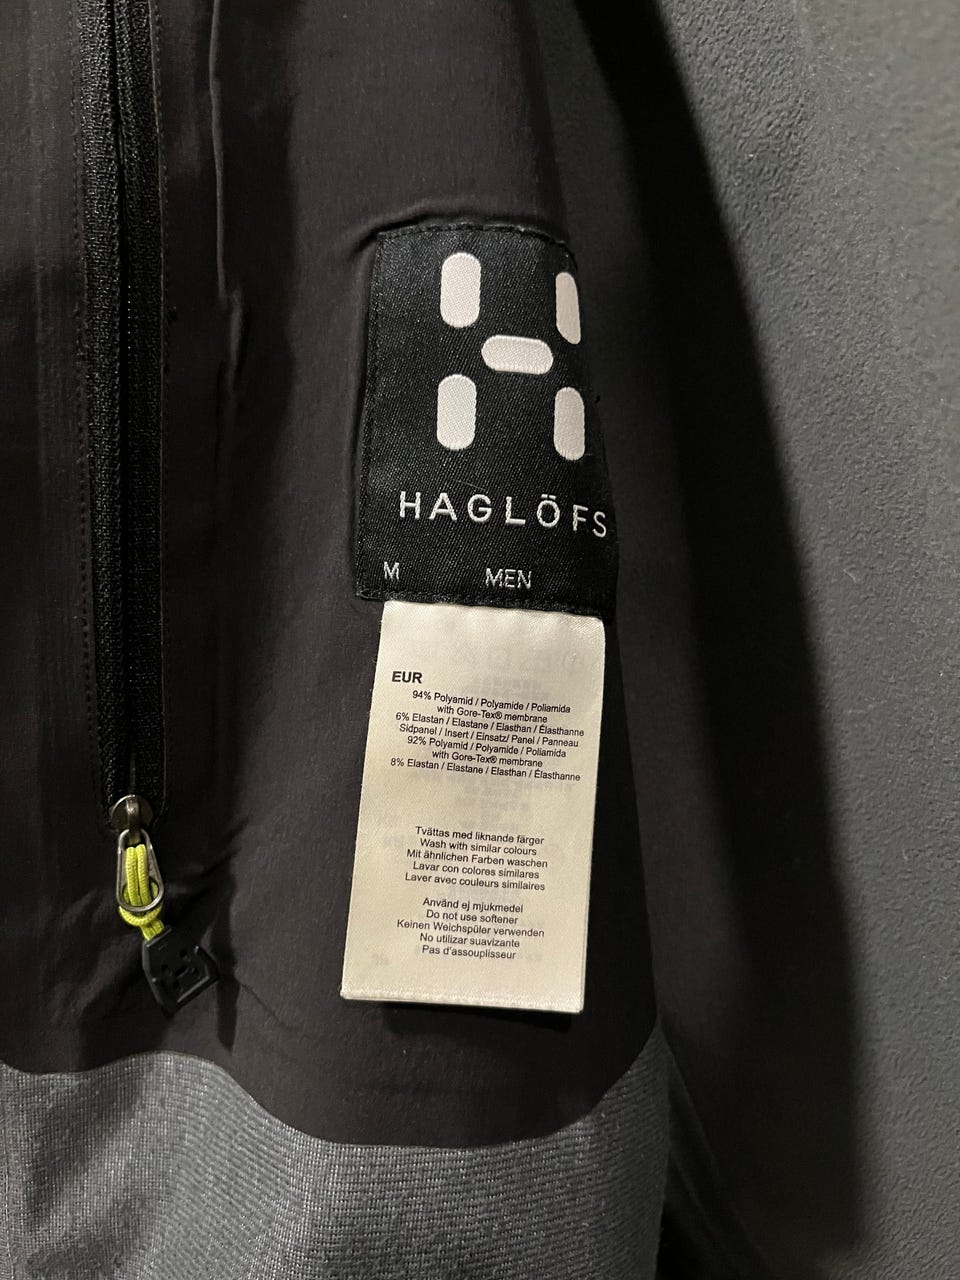 HAGLÖFS
M MEN
EUR
94% Polyamid / Polyamide / Poliamida
with Gore-Tex® membrane
6% Elastan / Elastane / Elasthan / Élasthanne
Sidpanel / Insert / Einsatz/ Panel / Panneau
92% Polyamid / Polyamide / Poliamida
with Gore-Tex® membrane
8% Elastan / Elastane / Elasthan / Élasthanne
Tvättas med liknande färger
Wash with similar colours
Mit ähnlichen Farben waschen
Lavar con colores similares
Laver avec couleurs similaires
Använd ej mjukmedel
Do not use softener
Keinen Weichspüler verwenden
No utilizar suavizante
Pas d'assouplisseur